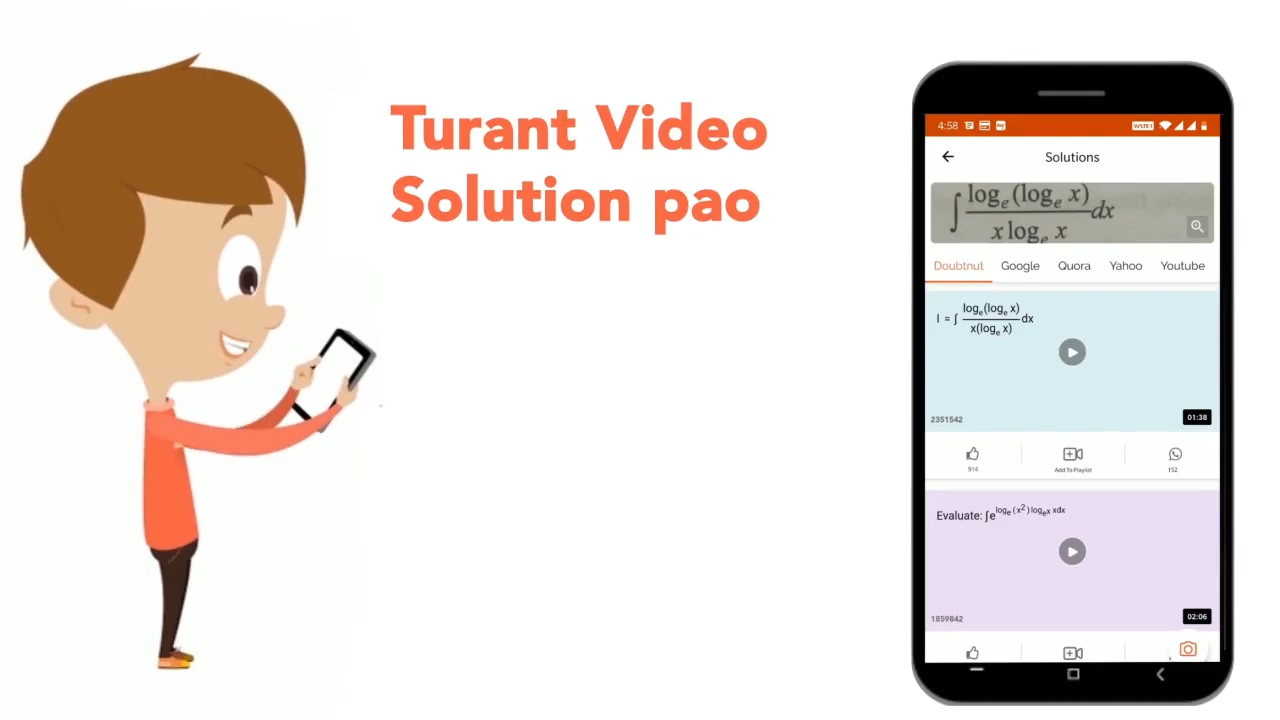 Turant Video
Solution pao
4:58
VoLTE1
Solutions
∫ logₑ(logₑ x) / x logₑ x dx
Doubtnut Google Quora Yahoo Youtube
I = ∫ logₑ(logₑ x) / x(logₑ x) dx
2351542 01:38
914 Add To Playlist 152
Evaluate: ∫e^logₑ(x²)logₑx xdx
1859842 02:06